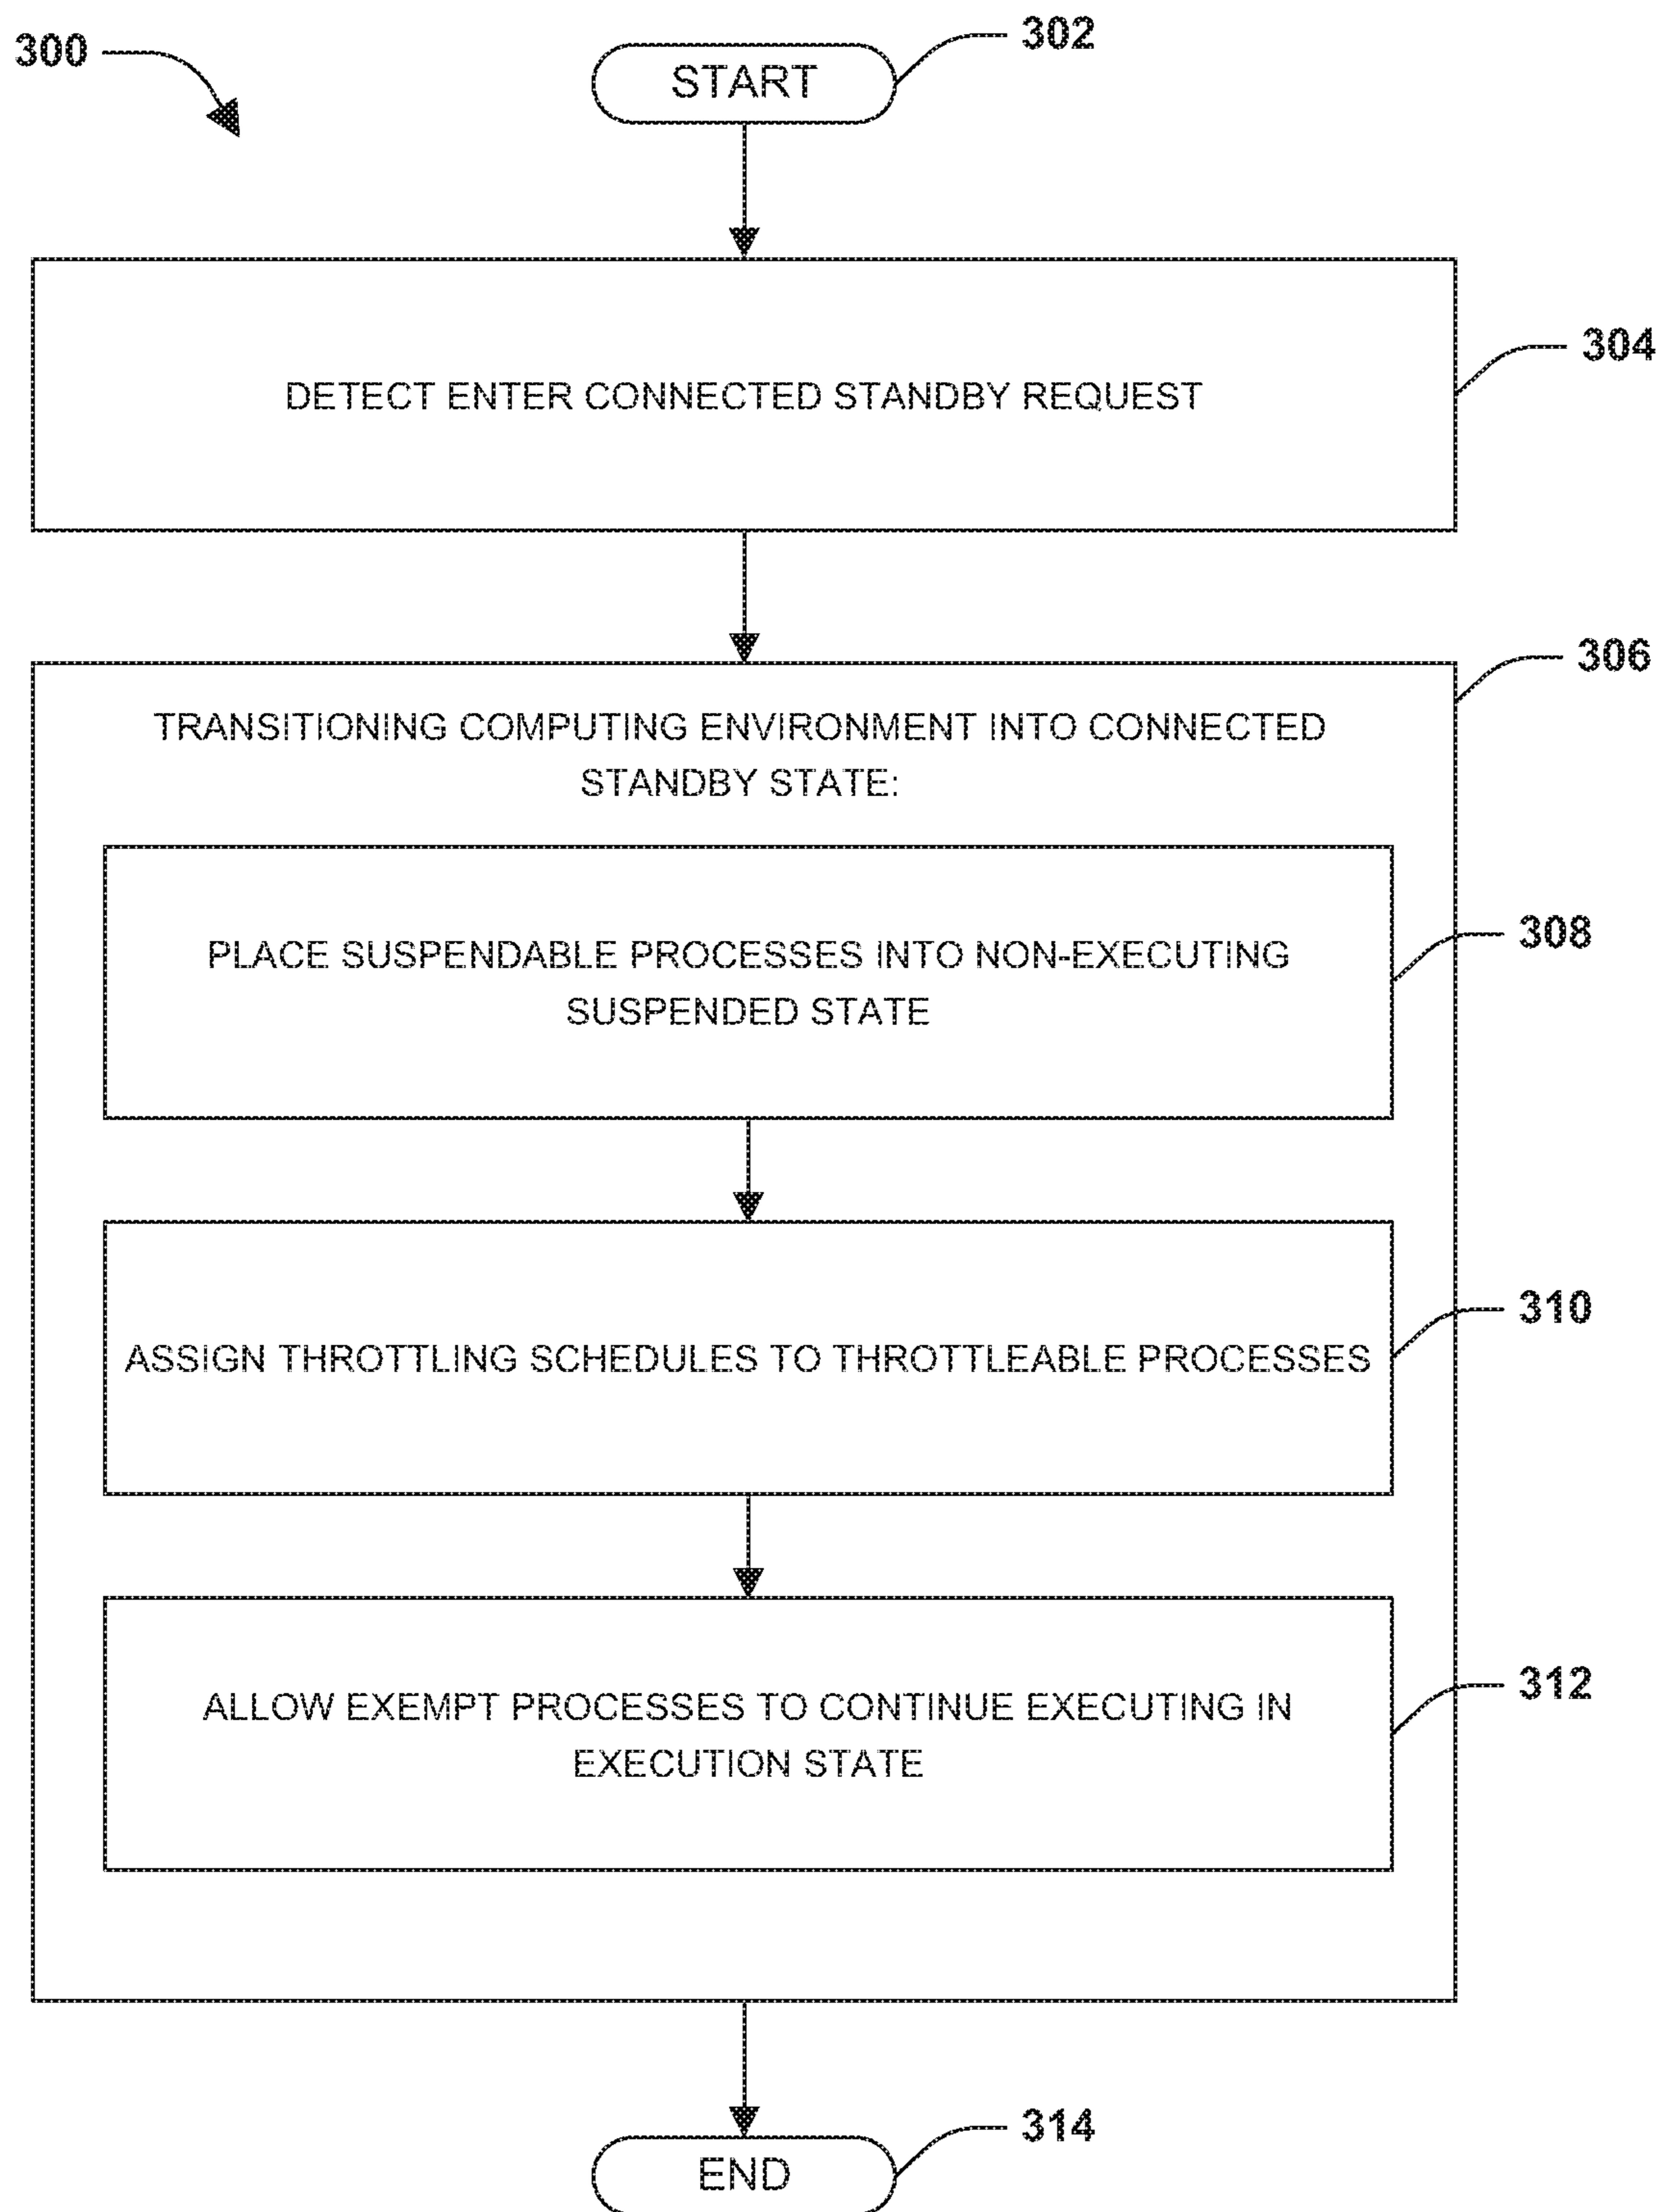 300
START
302
DETECT ENTER CONNECTED STANDBY REQUEST
304
306
TRANSITIONING COMPUTING ENVIRONMENT INTO CONNECTED
STANDBY STATE:
PLACE SUSPENDABLE PROCESSES INTO NON-EXECUTING
SUSPENDED STATE
308
ASSIGN THROTTLING SCHEDULES TO THROTTLEABLE PROCESSES
310
ALLOW EXEMPT PROCESSES TO CONTINUE EXECUTING IN
EXECUTION STATE
312
END
314